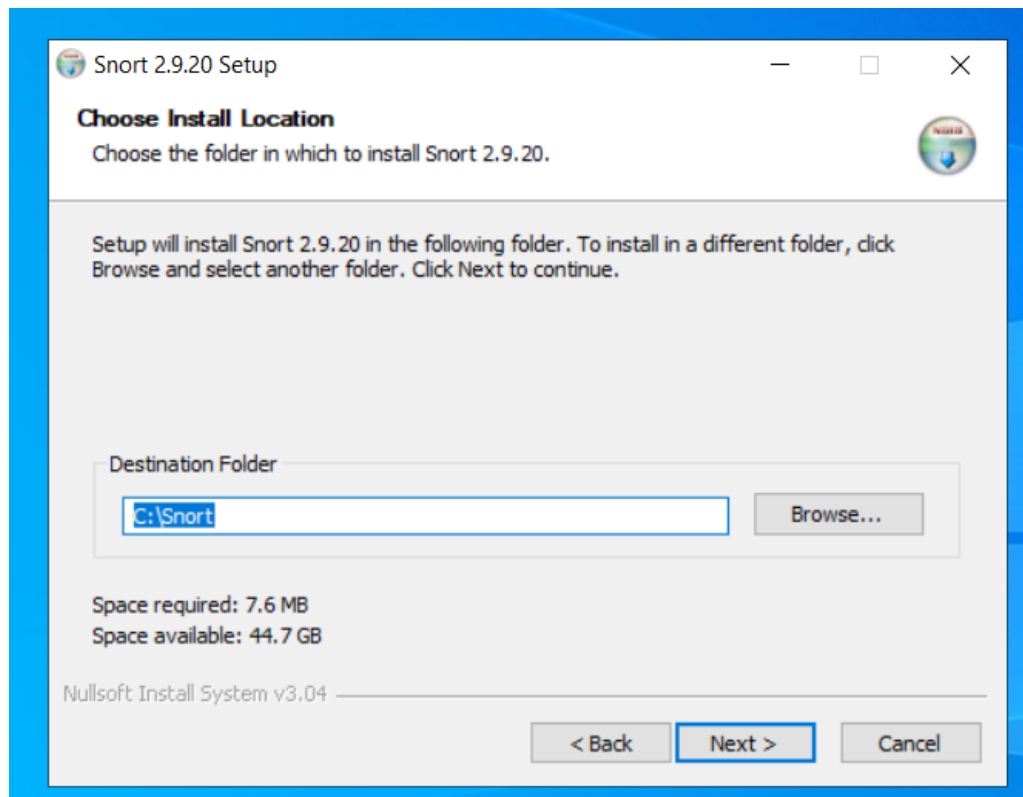 Snort 2.9.20 Setup
Choose Install Location
Choose the folder in which to install Snort 2.9.20.
Setup will install Snort 2.9.20 in the following folder. To install in a different folder, click
Browse and select another folder. Click Next to continue.
Destination Folder
C:\Snort
Browse...
Space required: 7.6 MB
Space available: 44.7 GB
Nullsoft Install System v3.04
< Back
Next >
Cancel